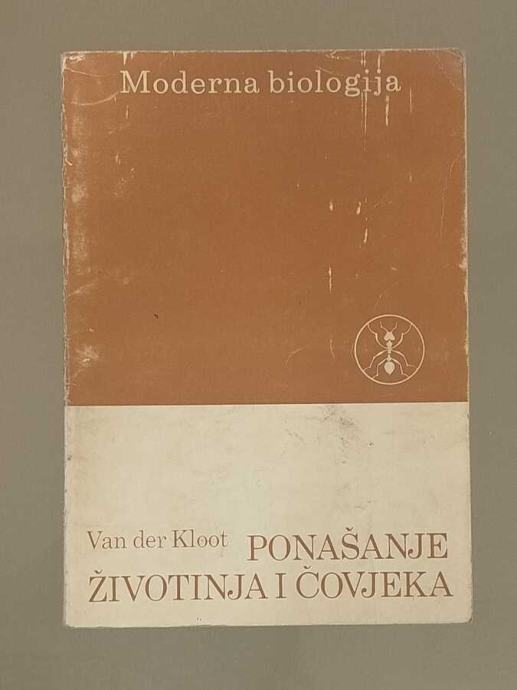 Moderna biologija
Van der Kloot PONAŠANJE
ŽIVOTINJA I ČOVJEKA